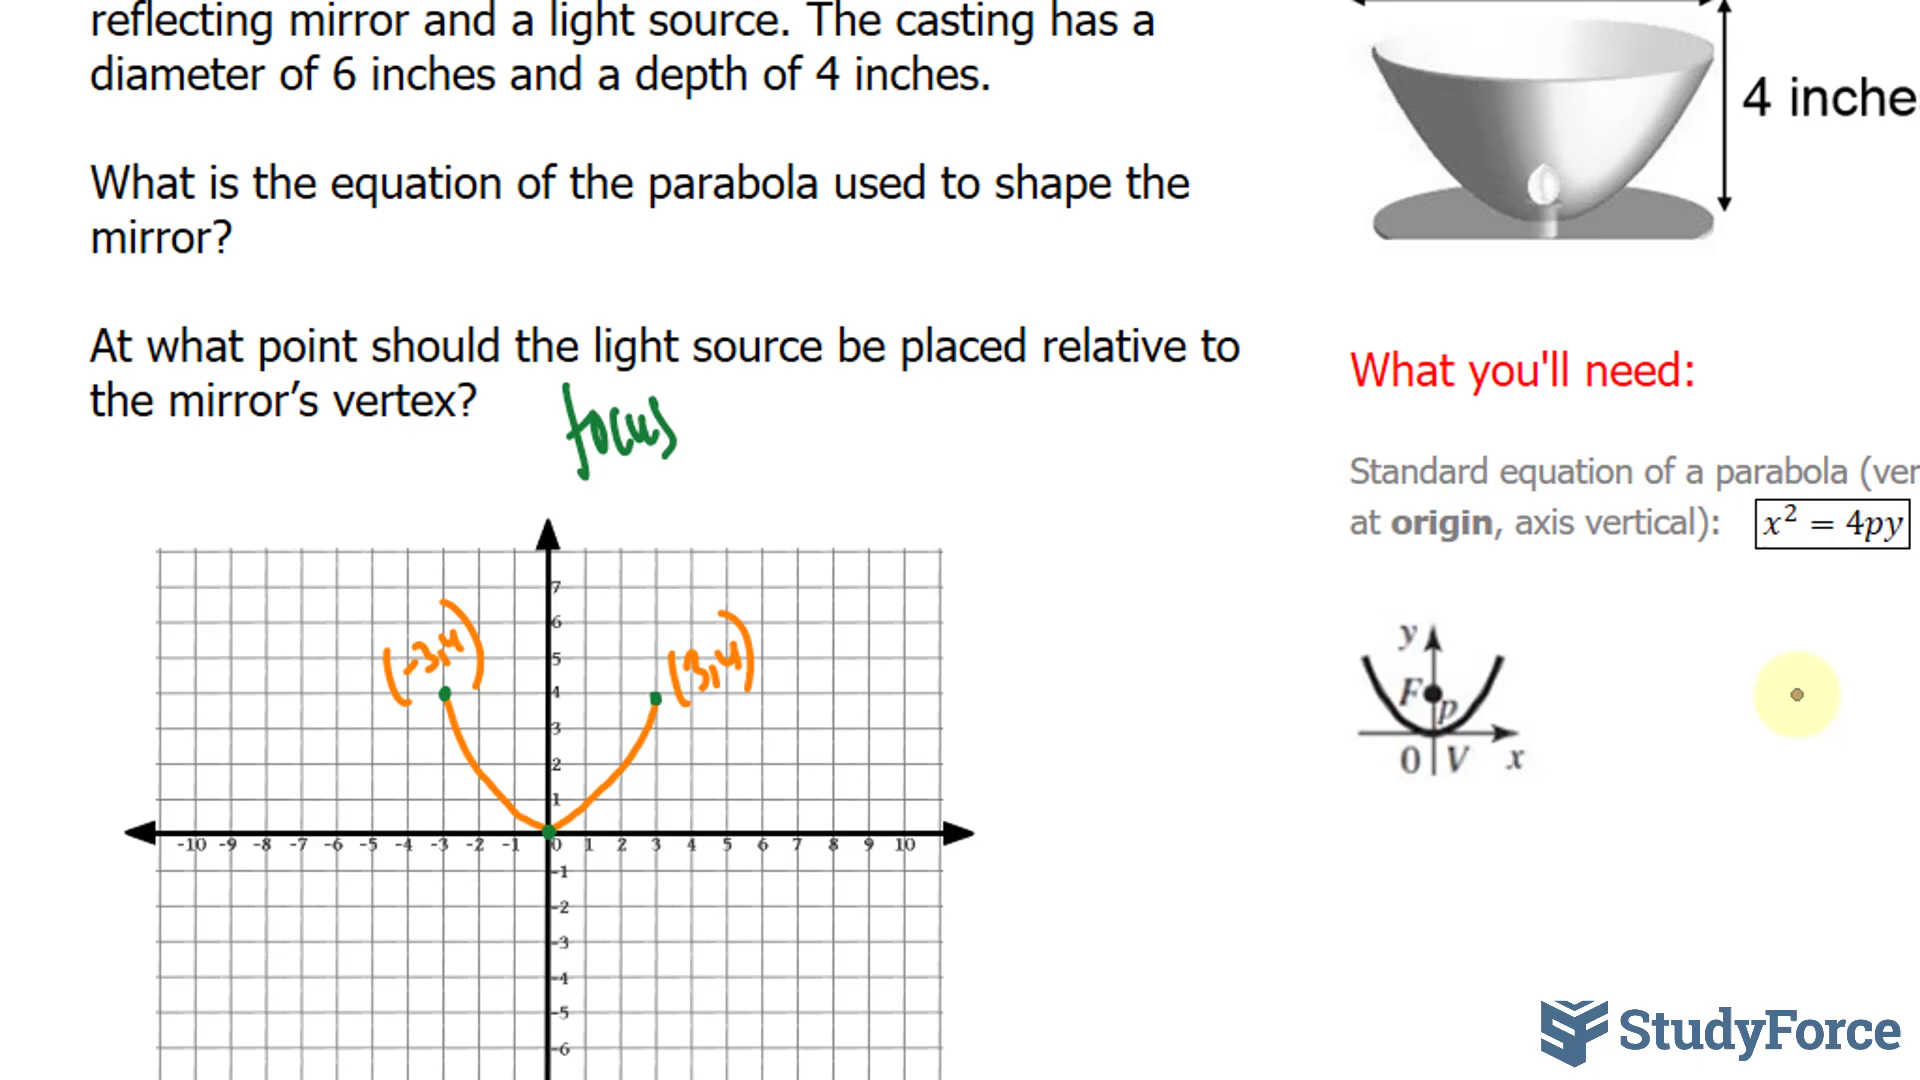 reflecting mirror and a light source. The casting has a
diameter of 6 inches and a depth of 4 inches.
What is the equation of the parabola used to shape the
mirror?
At what point should the light source be placed relative to
the mirror’s vertex?
focus
4 inche
What you'll need:
Standard equation of a parabola (ver
at origin, axis vertical): x² = 4py
y
F
p
0 V x
(-3,4)
(3,4)
7
6
5
4
3
2
1
-10 -9 -8 -7 -6 -5 -4 -3 -2 -1 0 1 2 3 4 5 6 7 8 9 10
-1
-2
-3
-4
-5
-6
StudyForce